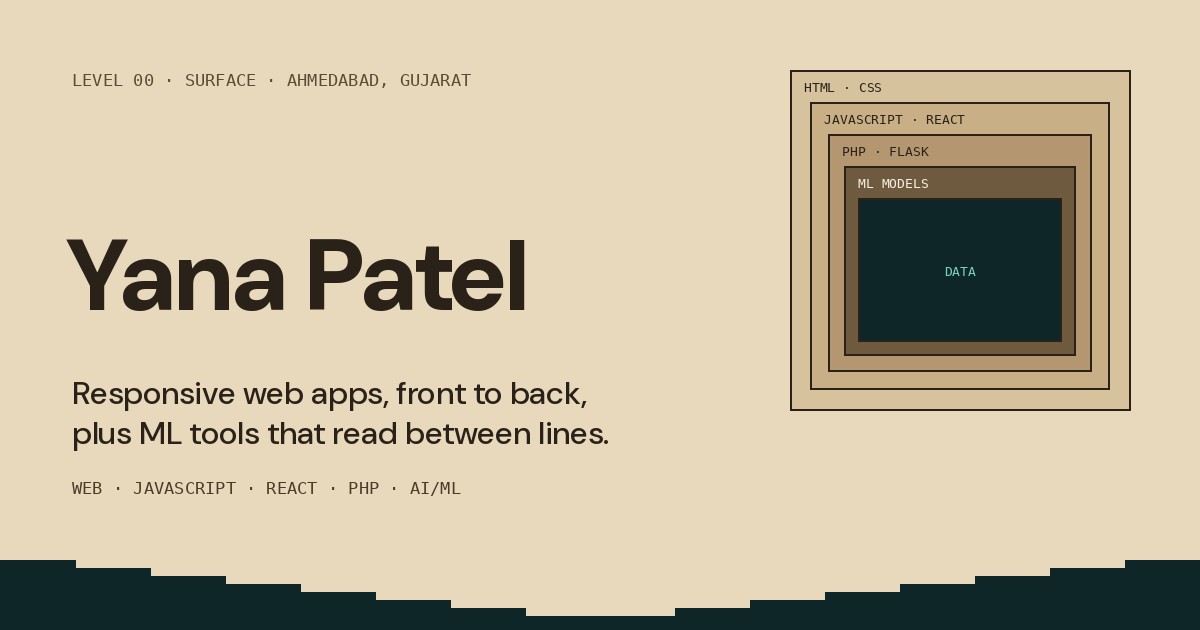 LEVEL 00 · SURFACE · AHMEDABAD, GUJARAT
Yana Patel
Responsive web apps, front to back,
plus ML tools that read between lines.
WEB · JAVASCRIPT · REACT · PHP · AI/ML
HTML · CSS
JAVASCRIPT · REACT
PHP · FLASK
ML MODELS
DATA